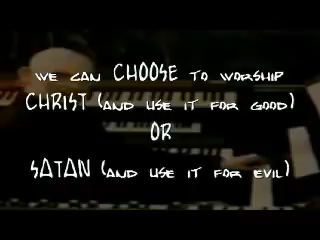 WE CAN CHOOSE TO WORSHIP
CHRIST (AND USE IT FOR GOOD)
OR
SATAN (AND USE IT FOR EVIL)